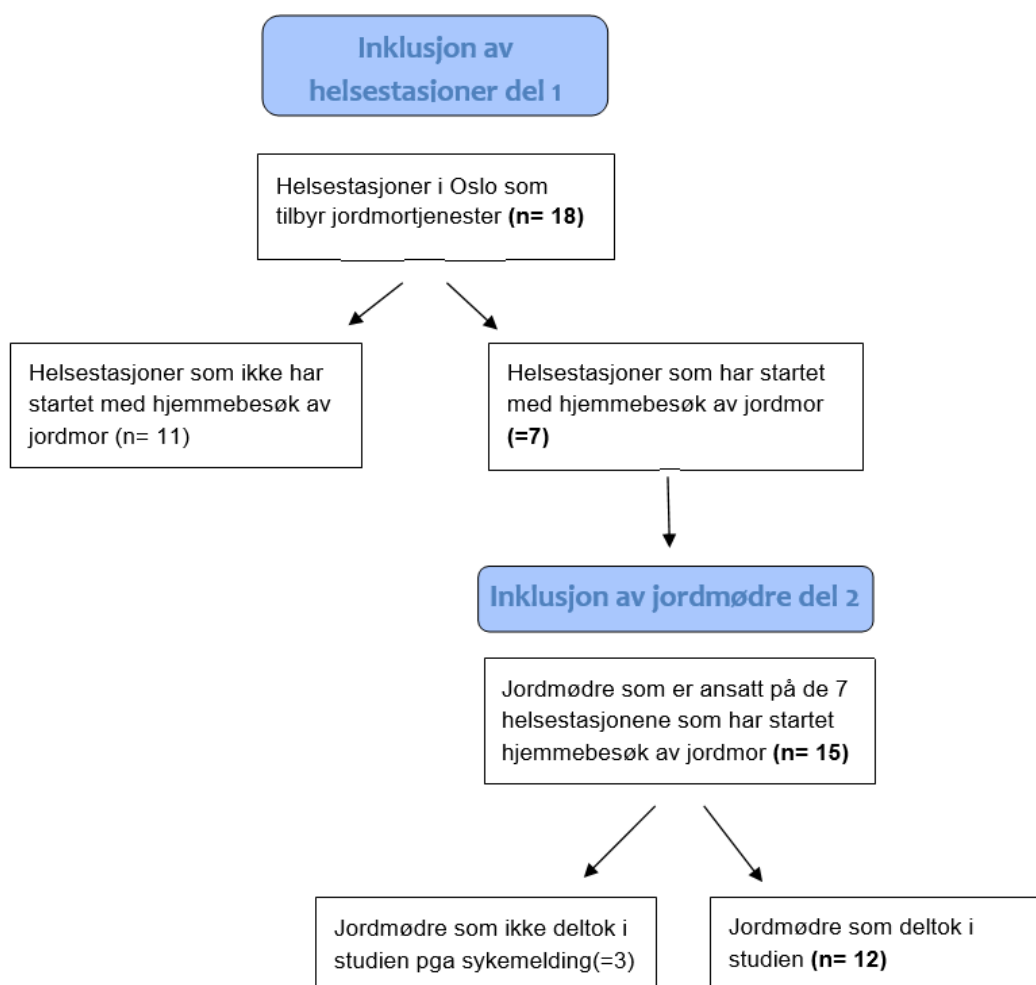 Inklusjon av
helsestasjoner del 1
Helsestasjoner i Oslo som
tilbyr jordmortjenester (n= 18)
Helsestasjoner som ikke har
startet med hjemmebesøk av
jordmor (n= 11)
Helsestasjoner som har startet
med hjemmebesøk av jordmor
(=7)
Inklusjon av jordmødre del 2
Jordmødre som er ansatt på de 7
helsestasjonene som har startet
hjemmebesøk av jordmor (n= 15)
Jordmødre som ikke deltok i
studien pga sykemelding(=3)
Jordmødre som deltok i
studien (n= 12)